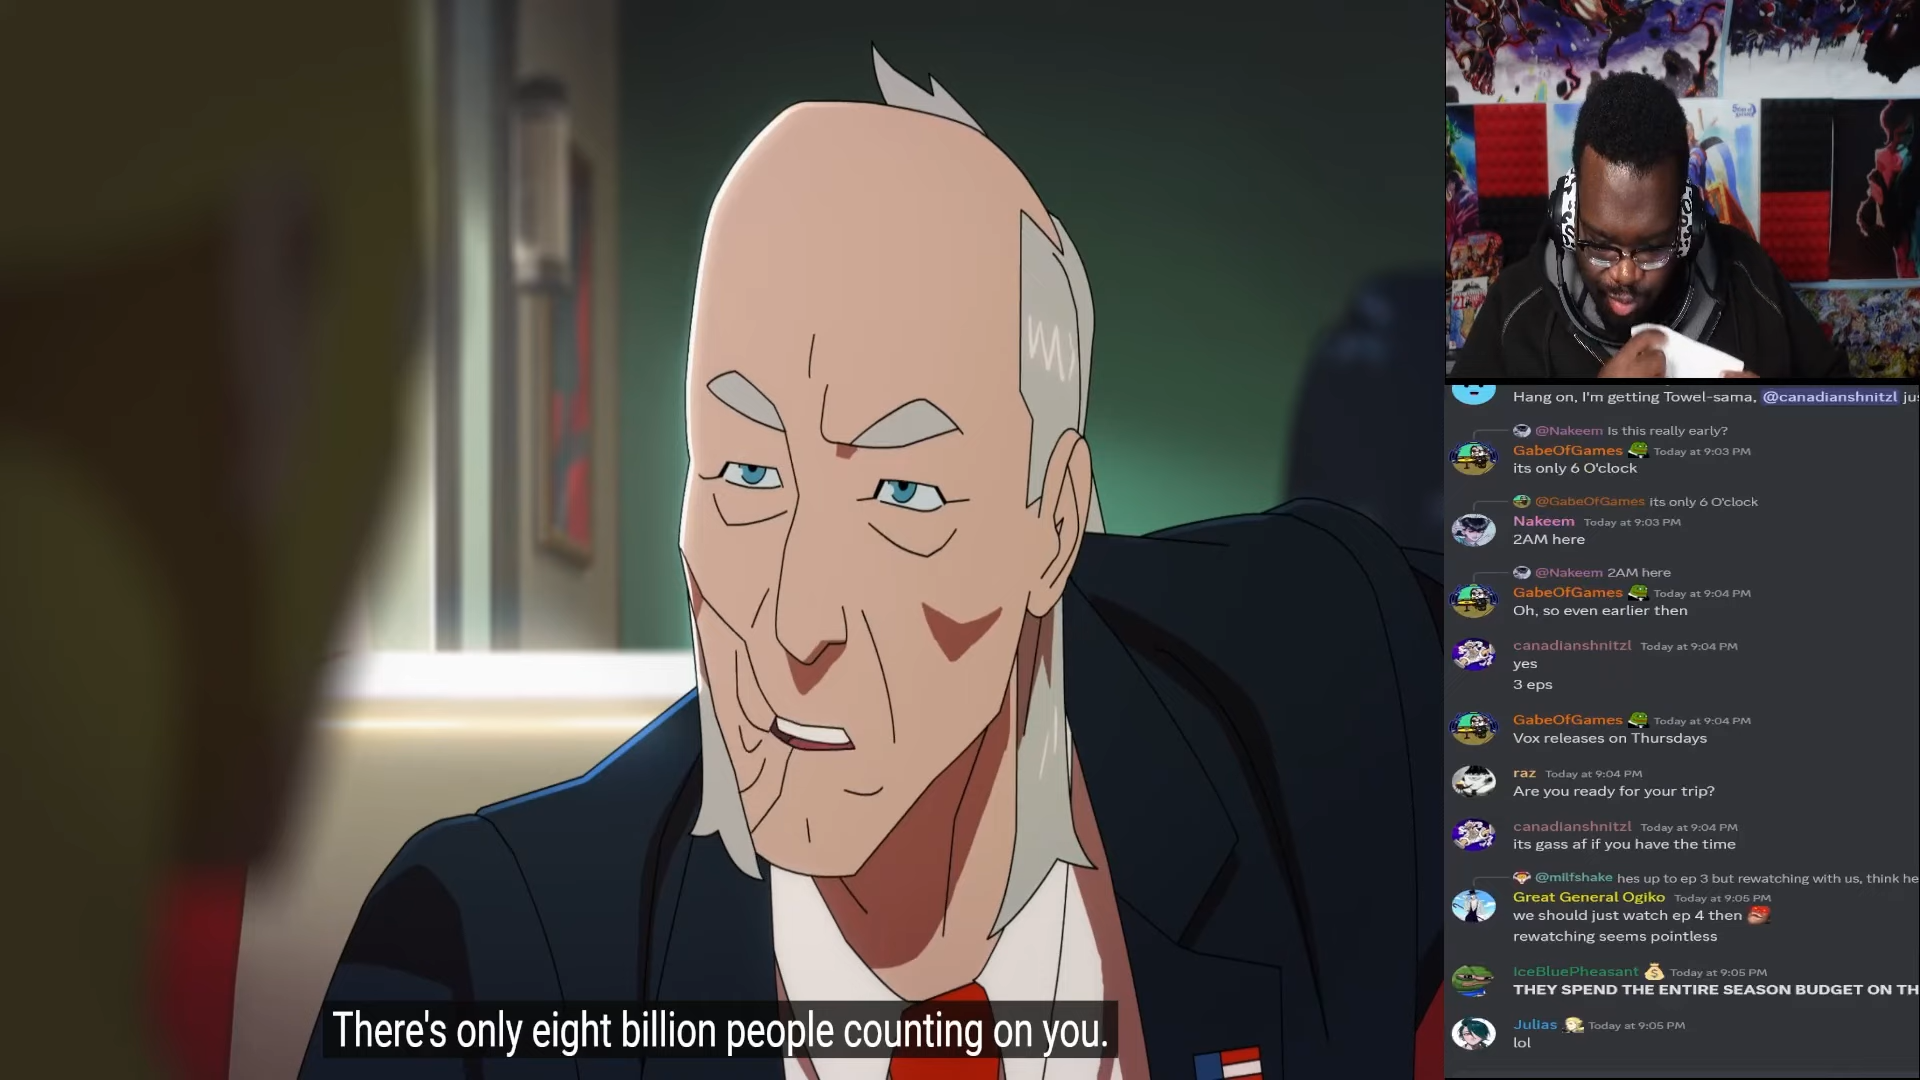 There's only eight billion people counting on you.
Hang on, I'm getting Towel-sama, @canadianshnitzl jus
@Nakeem Is this really early?
GabeOfGames Today at 9:03 PM
its only 6 O'clock
@GabeOfGames its only 6 O'clock
Nakeem Today at 9:03 PM
2AM here
@Nakeem 2AM here
GabeOfGames Today at 9:04 PM
Oh, so even earlier then
canadianshnitzl Today at 9:04 PM
yes
3 eps
GabeOfGames Today at 9:04 PM
Vox releases on Thursdays
raz Today at 9:04 PM
Are you ready for your trip?
canadianshnitzl Today at 9:04 PM
its gass af if you have the time
@milfshake hes up to ep 3 but rewatching with us, think he
Great General Ogiko Today at 9:05 PM
we should just watch ep 4 then
rewatching seems pointless
IceBluePheasant Today at 9:05 PM
THEY SPEND THE ENTIRE SEASON BUDGET ON TH
Julias Today at 9:05 PM
lol